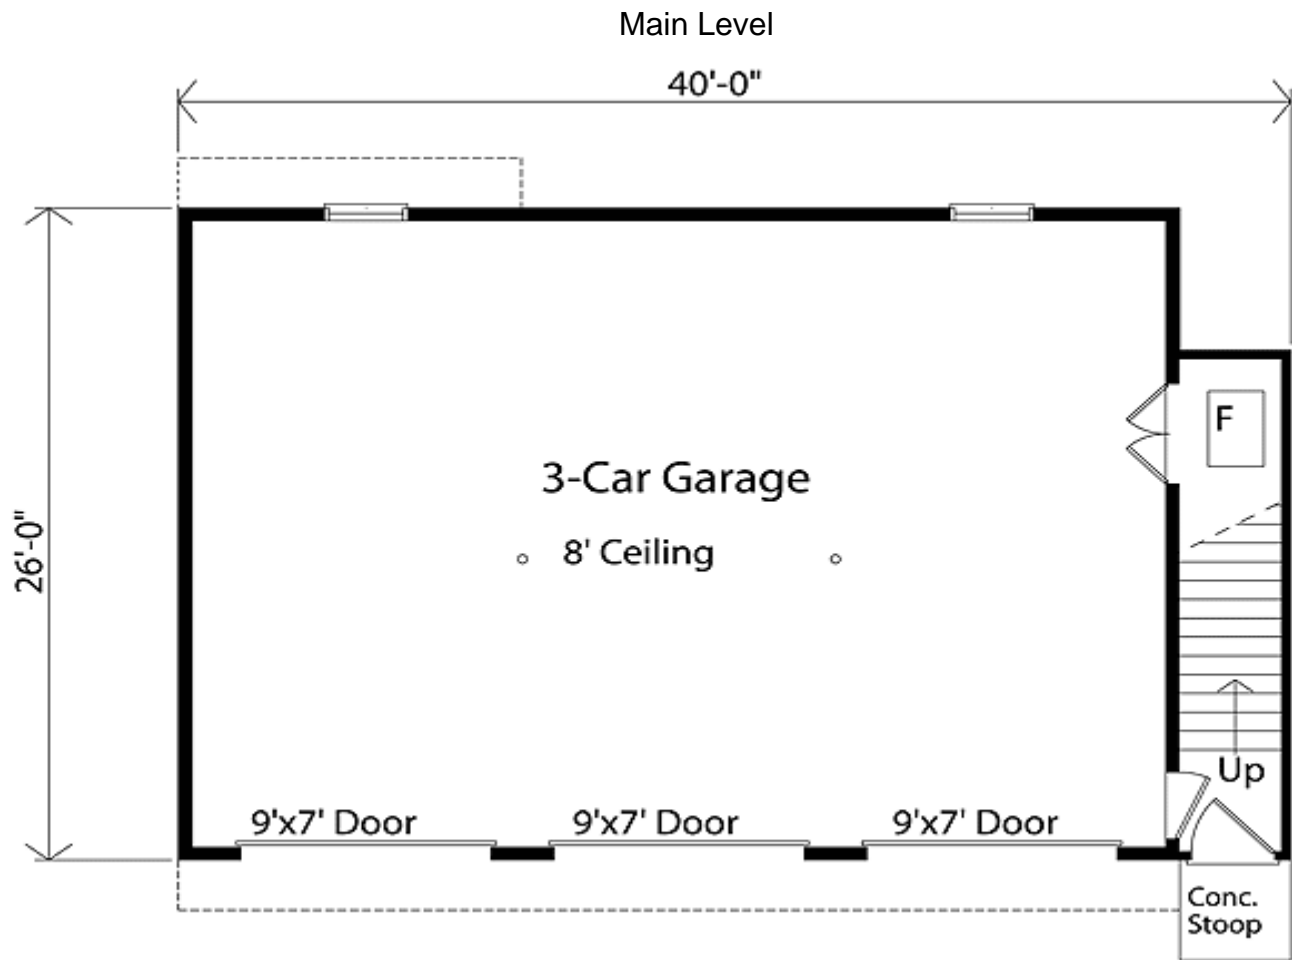 Main Level
40'-0"
26'-0"
F
3-Car Garage
8' Ceiling
Up
9'x7' Door
9'x7' Door
9'x7' Door
Conc.
Stoop